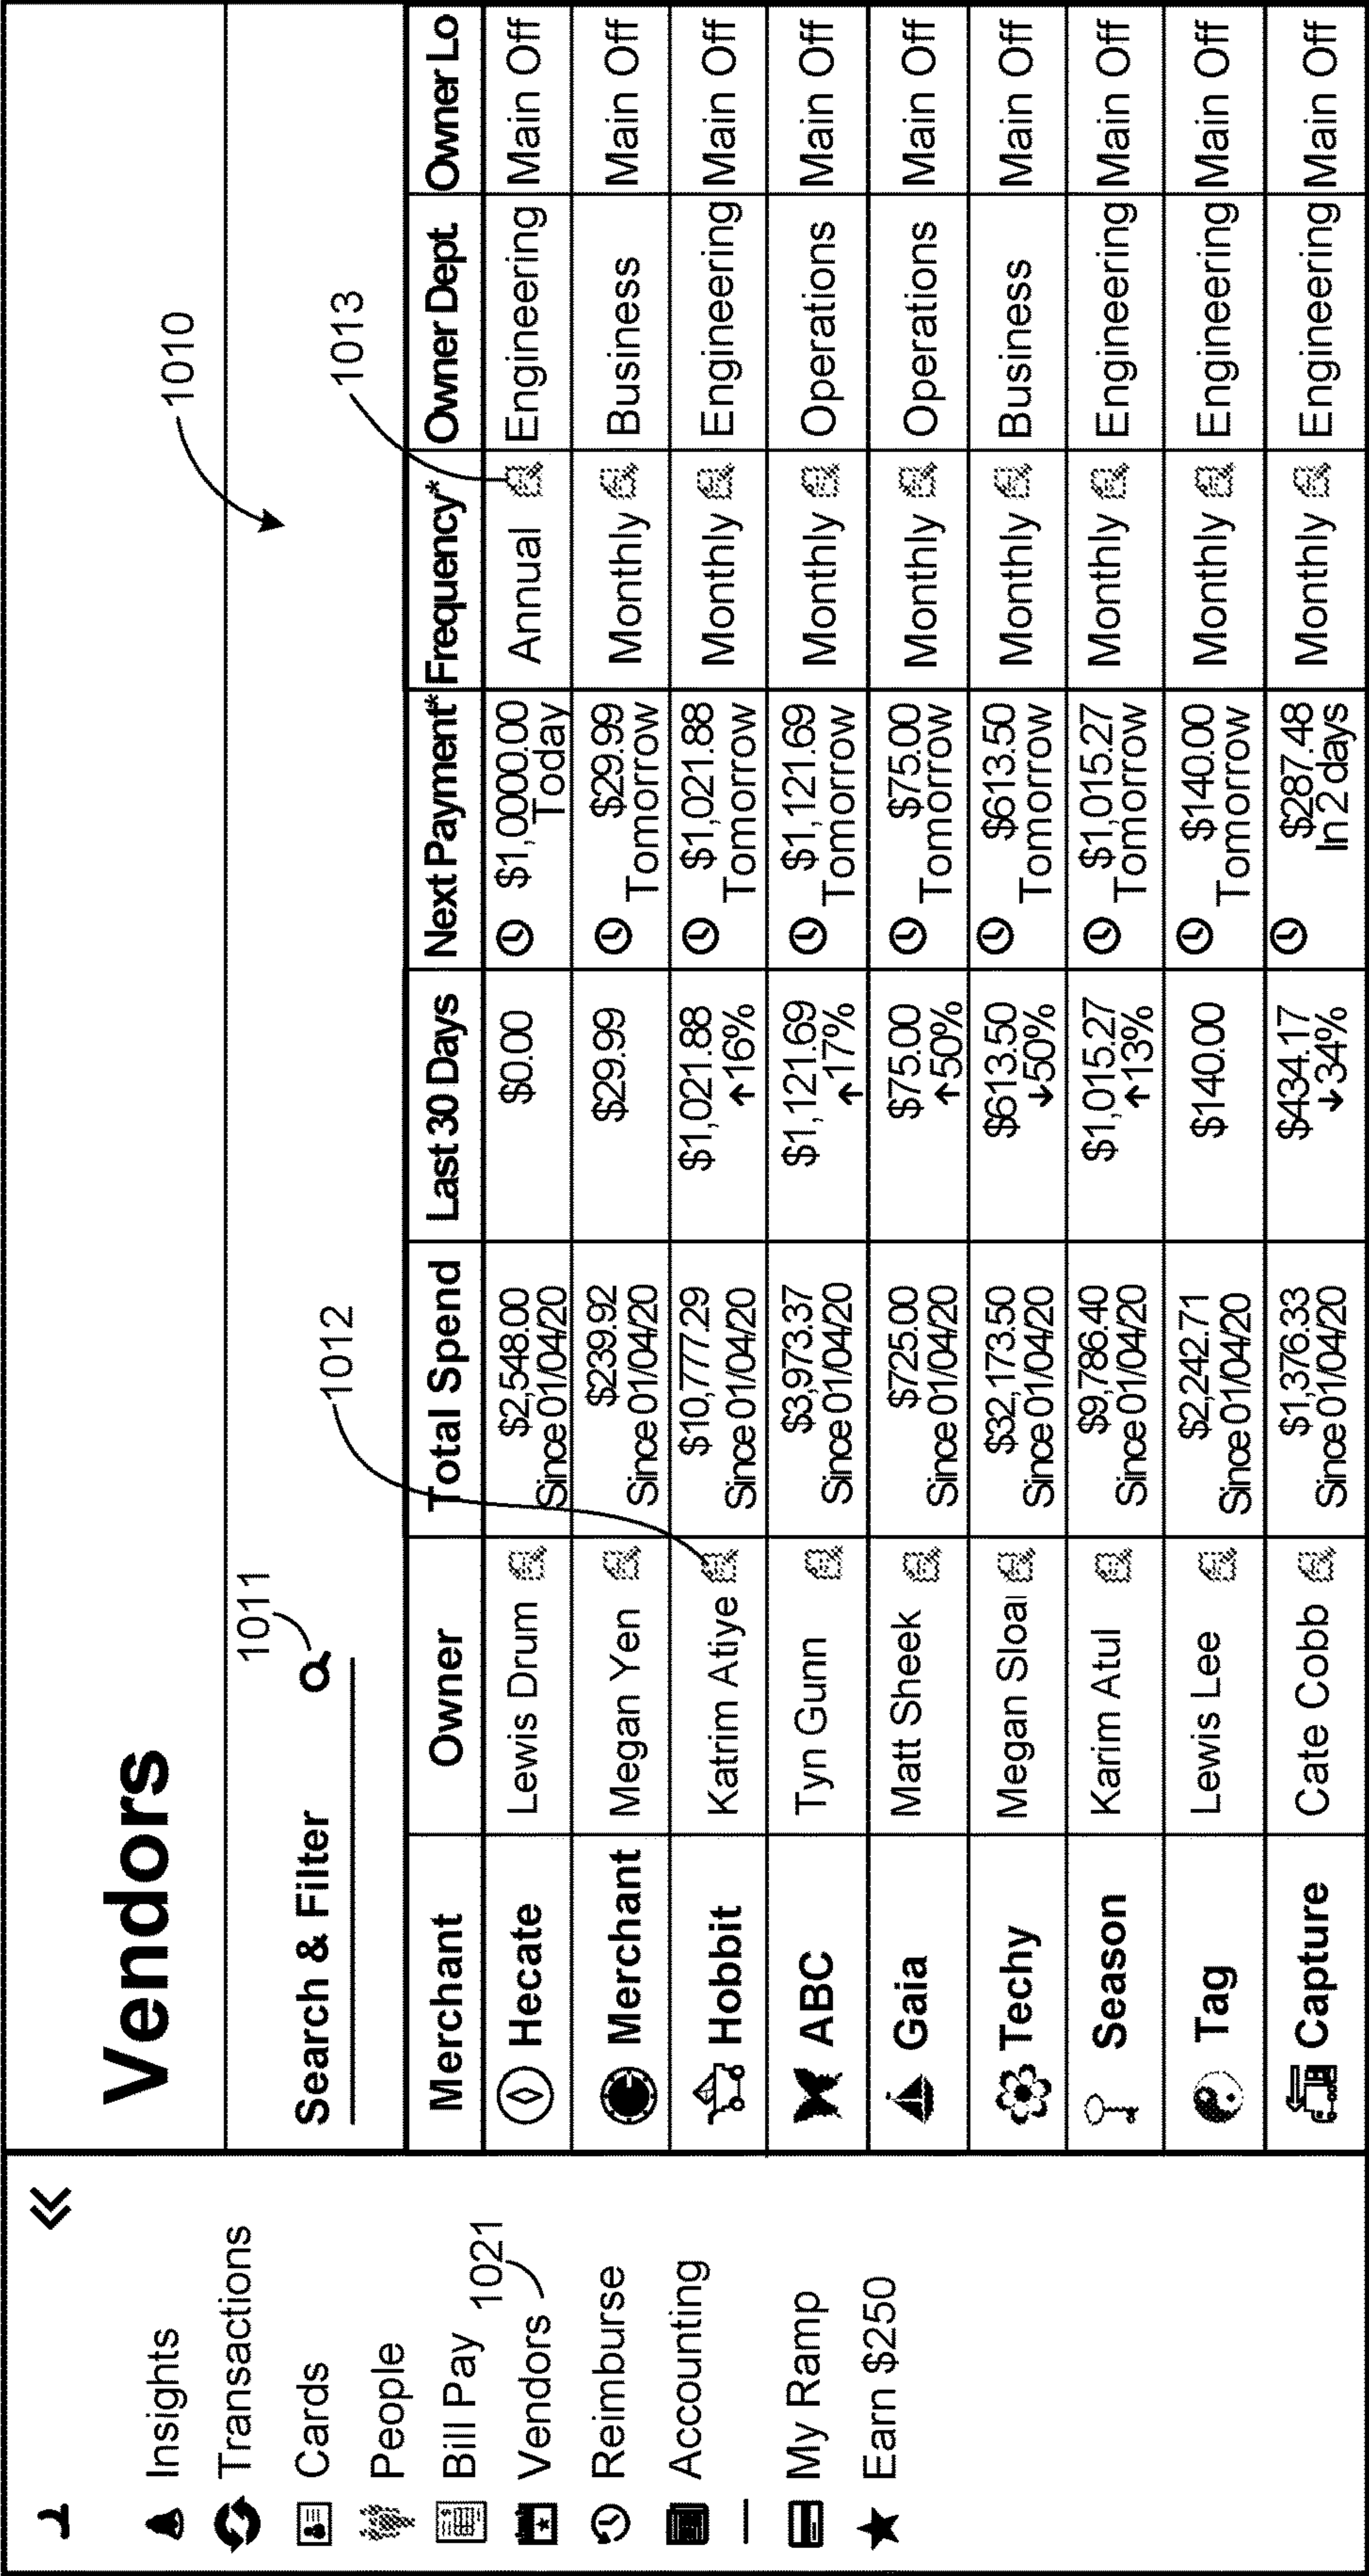 Insights
Transactions
Cards
People
Bill Pay
1021
Vendors
Reimburse
Accounting
My Ramp
Earn $250
Vendors
1010
Search & Filter
1011
1012
1013
Merchant Owner Total Spend Last 30 Days Next Payment* Frequency* Owner Dept Owner Lo
Hecate Lewis Drum $2,548.00 $0.00 $1,0000.00 Annual Engineering Main Off
Since 01/04/20 Today
Merchant Megan Yen $239.92 $29.99 $29.99 Monthly Business Main Off
Since 01/04/20 Tomorrow
Hobbit Katrim Atiye $10,777.29 $1,021.88 $1,021.88 Monthly Engineering Main Off
Since 01/04/20 ↑16% Tomorrow
ABC Tyn Gunn $3,973.37 $1,121.69 $1,121.69 Monthly Operations Main Off
Since 01/04/20 ↑17% Tomorrow
Gaia Matt Sheek $725.00 $75.00 $75.00 Monthly Operations Main Off
Since 01/04/20 ↑50% Tomorrow
Techy Megan Sloa $32,173.50 $613.50 $613.50 Monthly Business Main Off
Since 01/04/20 ↓50% Tomorrow
Season Karim Atul $9,786.40 $1,015.27 $1,015.27 Monthly Engineering Main Off
Since 01/04/20 ↑13% Tomorrow
Tag Lewis Lee $2,242.71 $140.00 $140.00 Monthly Engineering Main Off
Since 01/04/20 Tomorrow
Capture Cate Cobb $1,376.33 $434.17 $287.48 Monthly Engineering Main Off
Since 01/04/20 ↓34% In 2 days